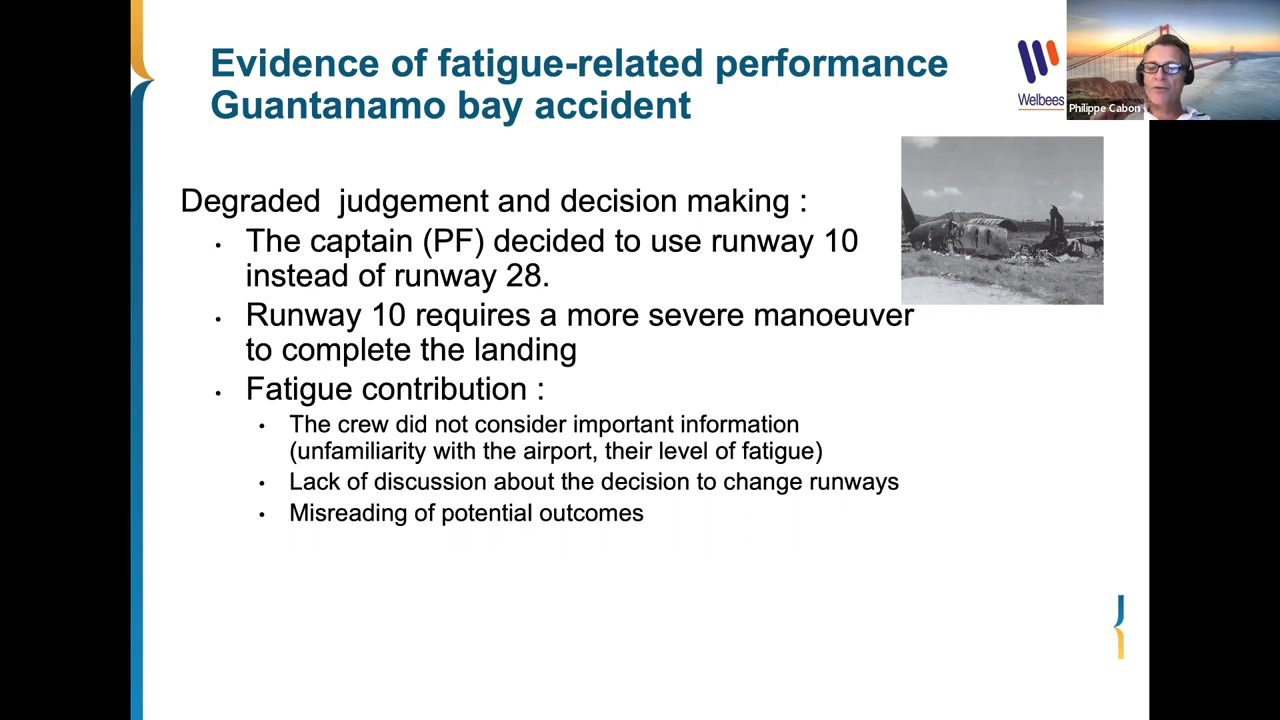 Evidence of fatigue-related performance
Guantanamo bay accident
Welbees
Philippe Cabon
Degraded judgement and decision making :
• The captain (PF) decided to use runway 10
instead of runway 28.
• Runway 10 requires a more severe manoeuver
to complete the landing
• Fatigue contribution :
• The crew did not consider important information
(unfamiliarity with the airport, their level of fatigue)
• Lack of discussion about the decision to change runways
• Misreading of potential outcomes